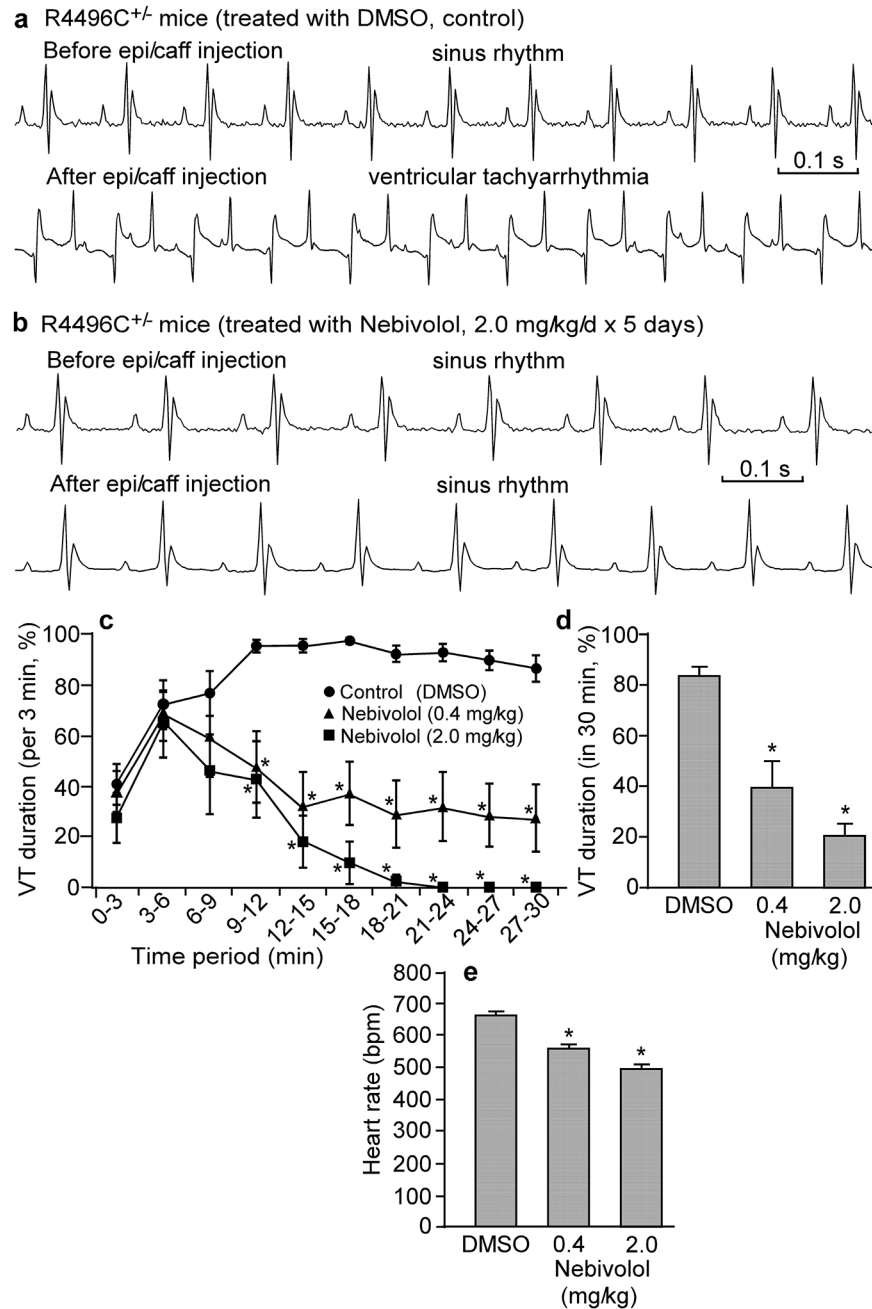 a R4496C+/- mice (treated with DMSO, control)
Before epi/caff injection sinus rhythm
0.1 s
After epi/caff injection ventricular tachyarrhythmia
b R4496C+/- mice (treated with Nebivolol, 2.0 mg/kg/d x 5 days)
Before epi/caff injection sinus rhythm
0.1 s
After epi/caff injection sinus rhythm
c
VT duration (per 3 min, %)
100
80
60
40
20
0
Control (DMSO)
Nebivolol (0.4 mg/kg)
Nebivolol (2.0 mg/kg)
* * * * * * *
* * * * * * *
0-3 3-6 6-9 9-12 12-15 15-18 18-21 21-24 24-27 27-30
Time period (min)
d
VT duration (in 30 min, %)
100
80
60
40
20
0
* *
DMSO 0.4 2.0
Nebivolol
(mg/kg)
e
Heart rate (bpm)
800
700
600
500
400
300
200
100
0
* *
DMSO 0.4 2.0
Nebivolol
(mg/kg)